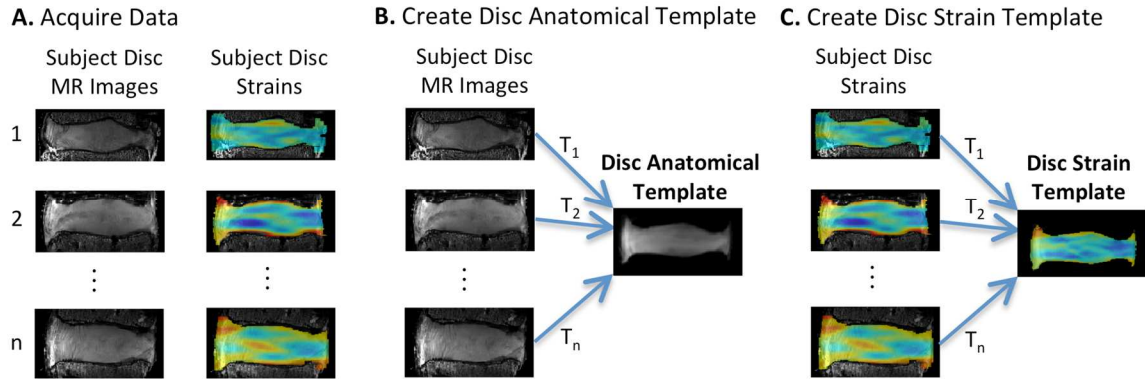 A. Acquire Data
Subject Disc
MR Images
Subject Disc
Strains
1
2
⋮
⋮
n
B. Create Disc Anatomical Template
Subject Disc
MR Images
⋮
T1
T2
Tn
Disc Anatomical
Template
C. Create Disc Strain Template
Subject Disc
Strains
⋮
T1
T2
Tn
Disc Strain
Template